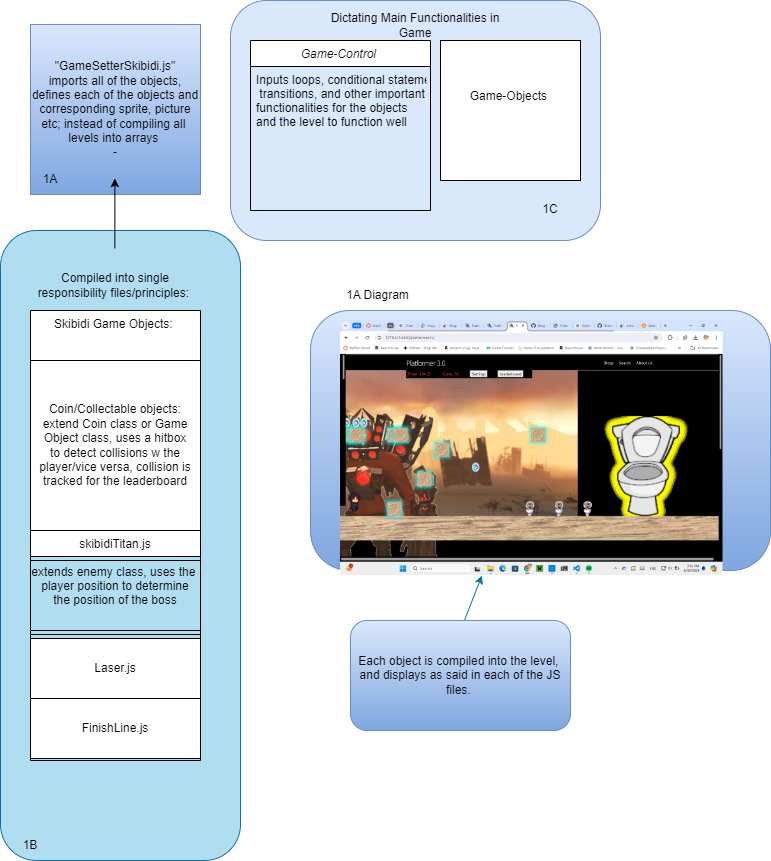 Dictating Main Functionalities in
Game
"GameSetterSkibidi.js"
imports all of the objects,
defines each of the objects and
corresponding sprite, picture
etc; instead of compiling all
levels into arrays
-
1A
Game-Control
Inputs loops, conditional stateme
transitions, and other important
functionalities for the objects
and the level to function well
Game-Objects
1C
Compiled into single
responsibility files/principles:
Skibidi Game Objects:
Coin/Collectable objects:
extend Coin class or Game
Object class, uses a hitbox
to detect collisions w the
player/vice versa, collision is
tracked for the leaderboard
skibidiTitan.js
extends enemy class, uses the
player position to determine
the position of the boss
Laser.js
FinishLine.js
1B
1A Diagram
Platformer 3.0
Blogs Search About Us
Settings
Leaderboard
Search
Each object is compiled into the level,
and displays as said in each of the JS
files.